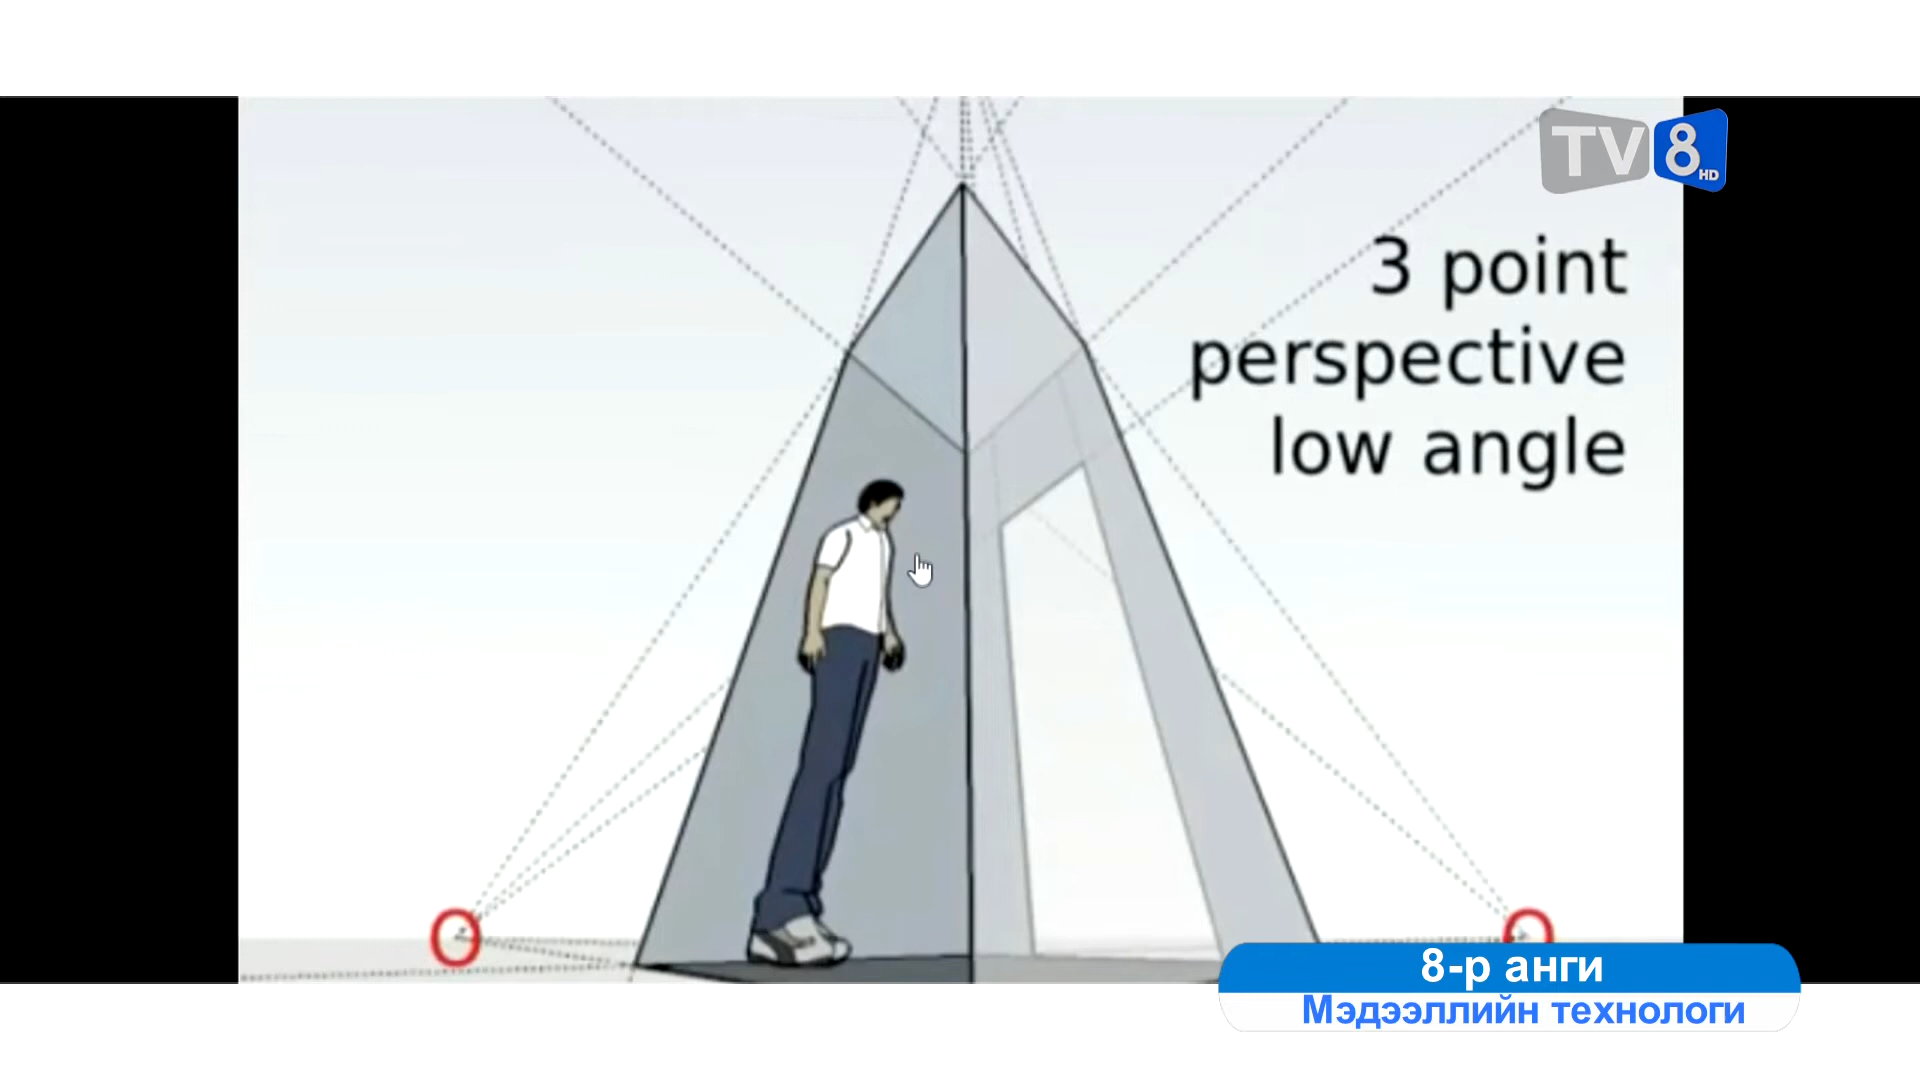 TV8 HD
3 point
perspective
low angle
8-р анги
Мэдээллийн технологи